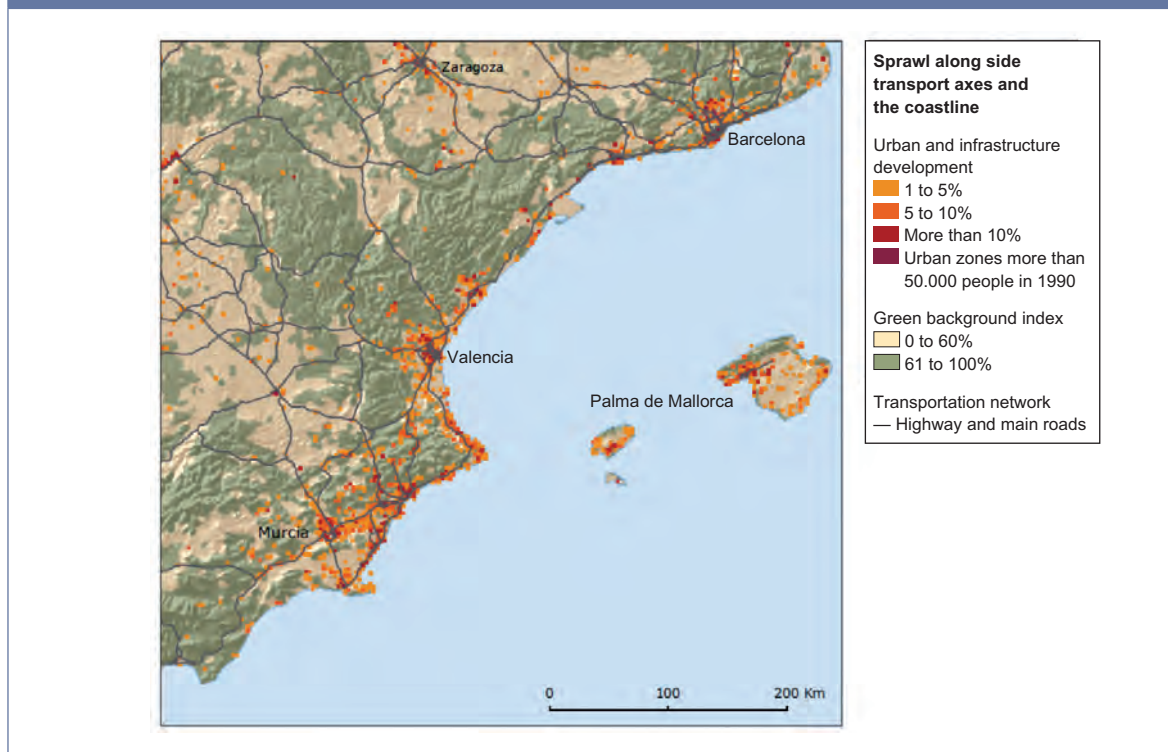 Zaragoza
Barcelona
Valencia
Palma de Mallorca
Murcia
0 100 200 Km
Sprawl along side
transport axes and
the coastline
Urban and infrastructure
development
1 to 5%
5 to 10%
More than 10%
Urban zones more than
50.000 people in 1990
Green background index
0 to 60%
61 to 100%
Transportation network
— Highway and main roads